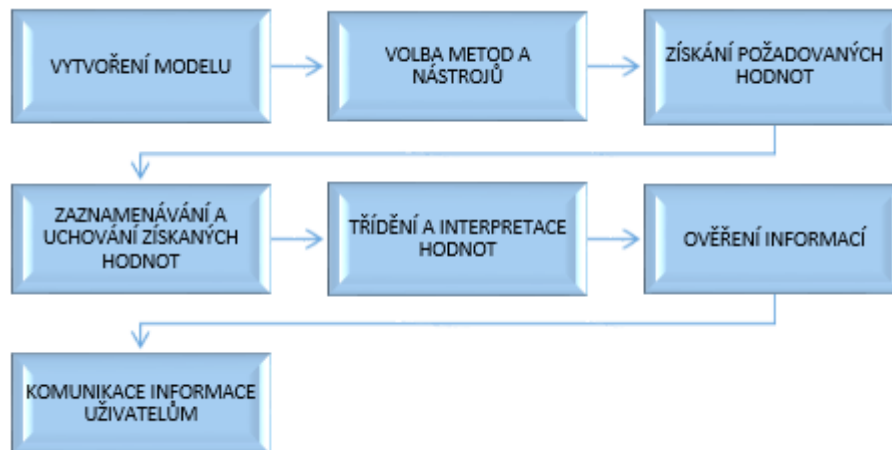 VYTVOŘENÍ MODELU
VOLBA METOD A
NÁSTROJŮ
ZÍSKÁNÍ POŽADOVANÝCH
HODNOT
ZAZNAMENÁVÁNÍ A
UCHOVÁNÍ ZÍSKANÝCH
HODNOT
TŘÍDĚNÍ A INTERPRETACE
HODNOT
OVĚŘENÍ INFORMACÍ
KOMUNIKACE INFORMACE
UŽIVATELŮM